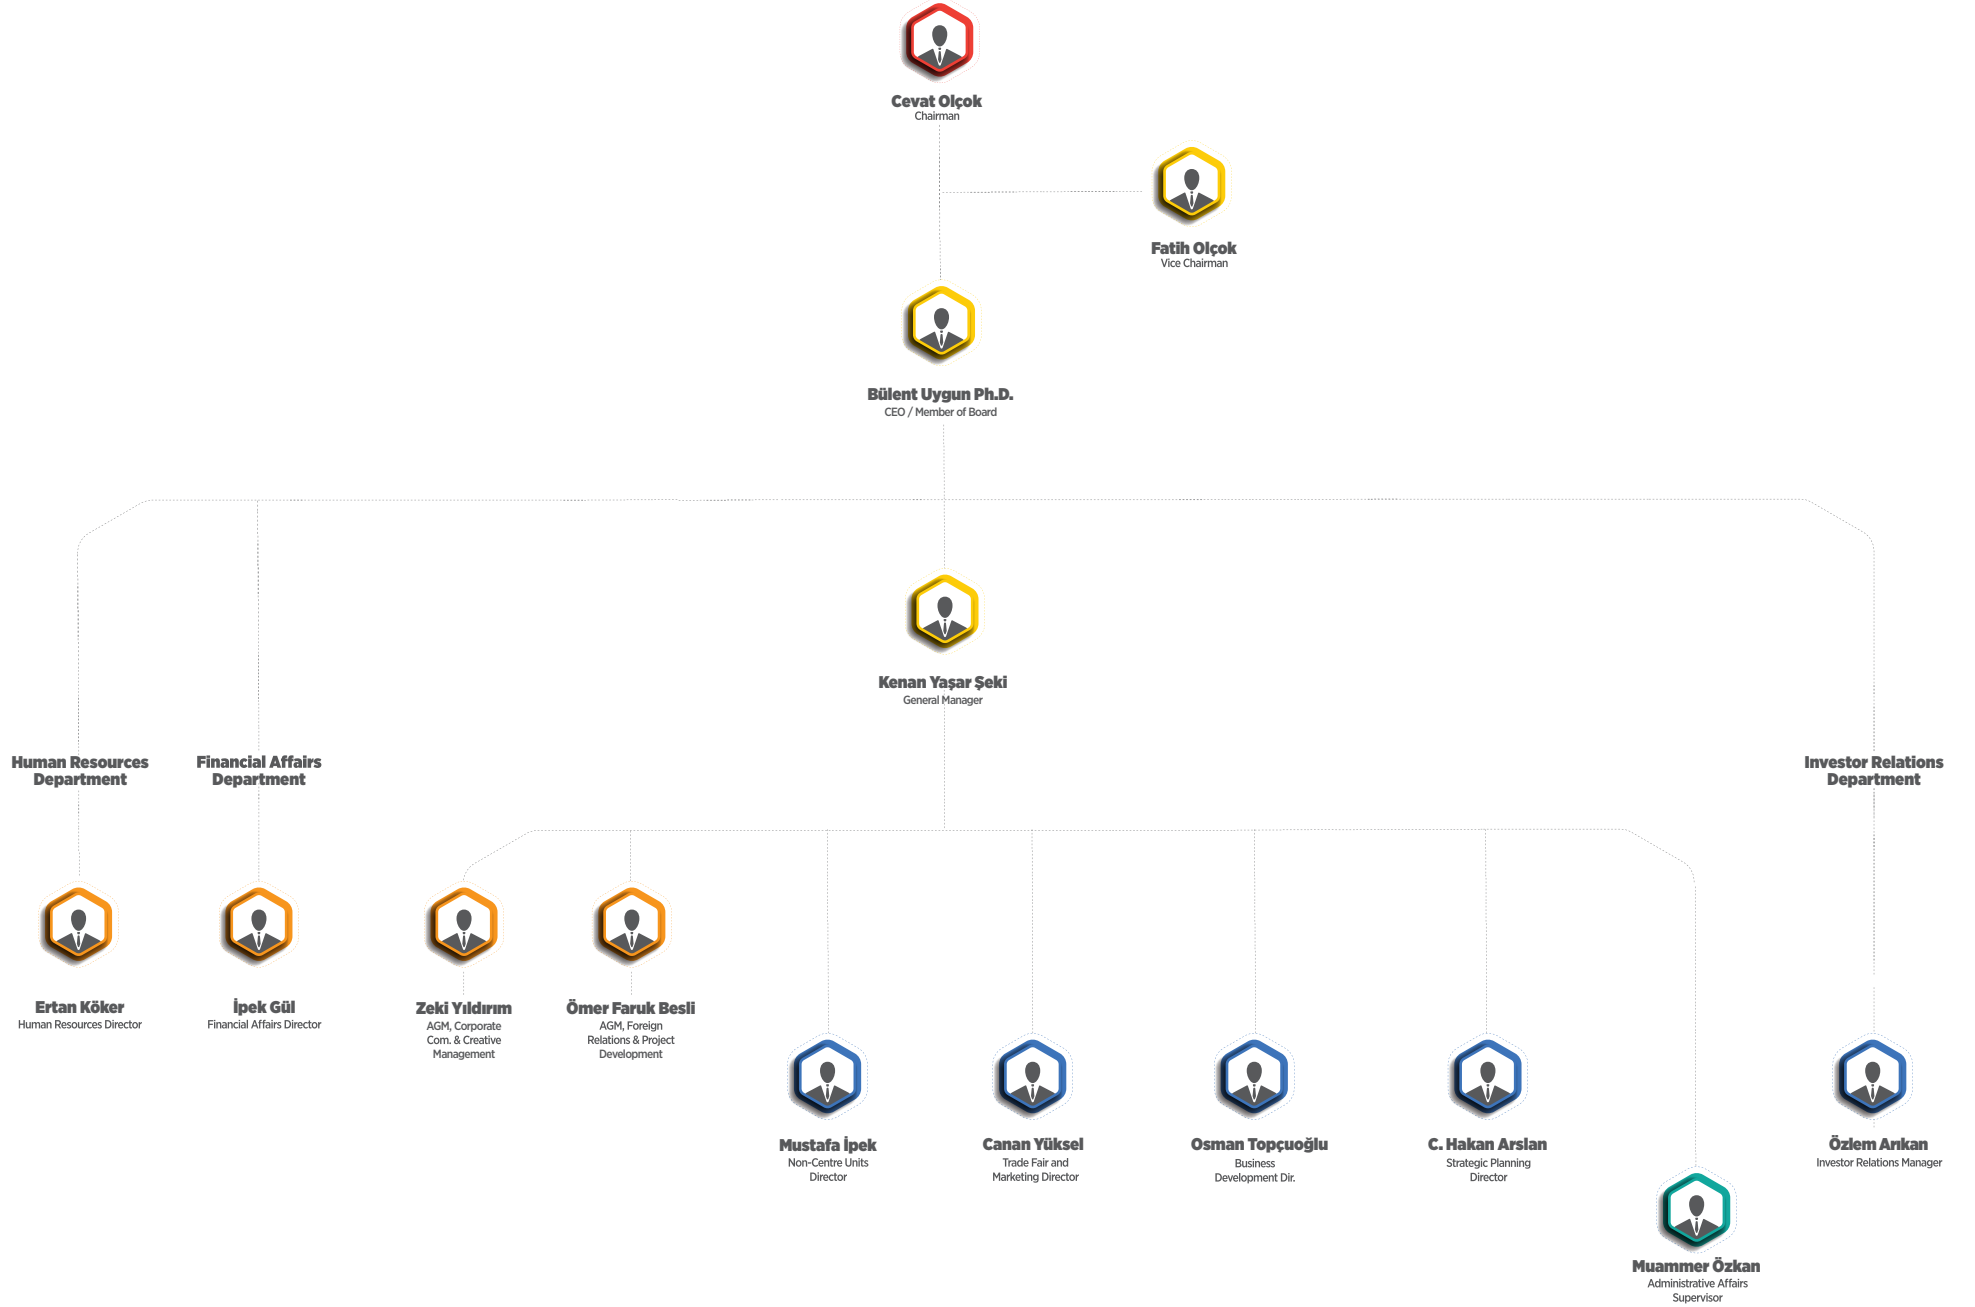 Cevat Olçok
Chairman
Fatih Olçok
Vice Chairman
Bülent Uygun Ph.D.
CEO / Member of Board
Kenan Yaşar Şeki
General Manager
Human Resources
Department
Financial Affairs
Department
Investor Relations
Department
Ertan Köker
Human Resources Director
İpek Gül
Financial Affairs Director
Zeki Yıldırım
AGM, Corporate
Com. & Creative
Management
Ömer Faruk Besli
AGM, Foreign
Relations & Project
Development
Mustafa İpek
Non-Centre Units
Director
Canan Yüksel
Trade Fair and
Marketing Director
Osman Topçuoğlu
Business
Development Dir.
C. Hakan Arslan
Strategic Planning
Director
Özlem Arıkan
Investor Relations Manager
Muammer Özkan
Administrative Affairs
Supervisor